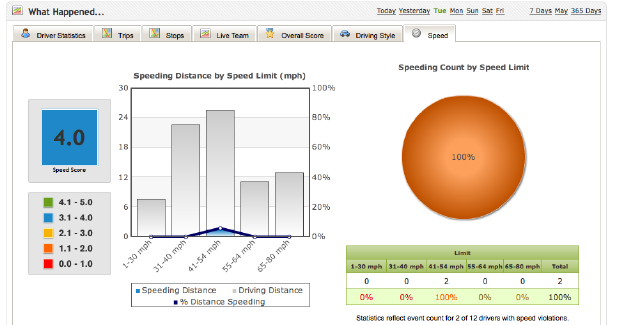 What Happened...
Today Yesterday Tue Mon Sun Sat Fri 7 Days May 365 Days
Driver Statistics Trips Stops Live Team Overall Score Driving Style Speed
Speeding Distance by Speed Limit (mph)
Speeding Count by Speed Limit
4.0
Speed Score
4.1 - 5.0
3.1 - 4.0
2.1 - 3.0
1.1 - 2.0
0.0 - 1.0
30 100%
24 80%
18 60%
12 40%
6 20%
0 0%
1-30 mph 31-40 mph 41-54 mph 55-64 mph 65-80 mph
Speeding Distance Driving Distance
% Distance Speeding
100%
Limit
1-30 mph 31-40 mph 41-54 mph 55-64 mph 65-80 mph Total
0 0 2 0 0 2
0% 0% 100% 0% 0% 100%
Statistics reflect event count for 2 of 12 drivers with speed violations.